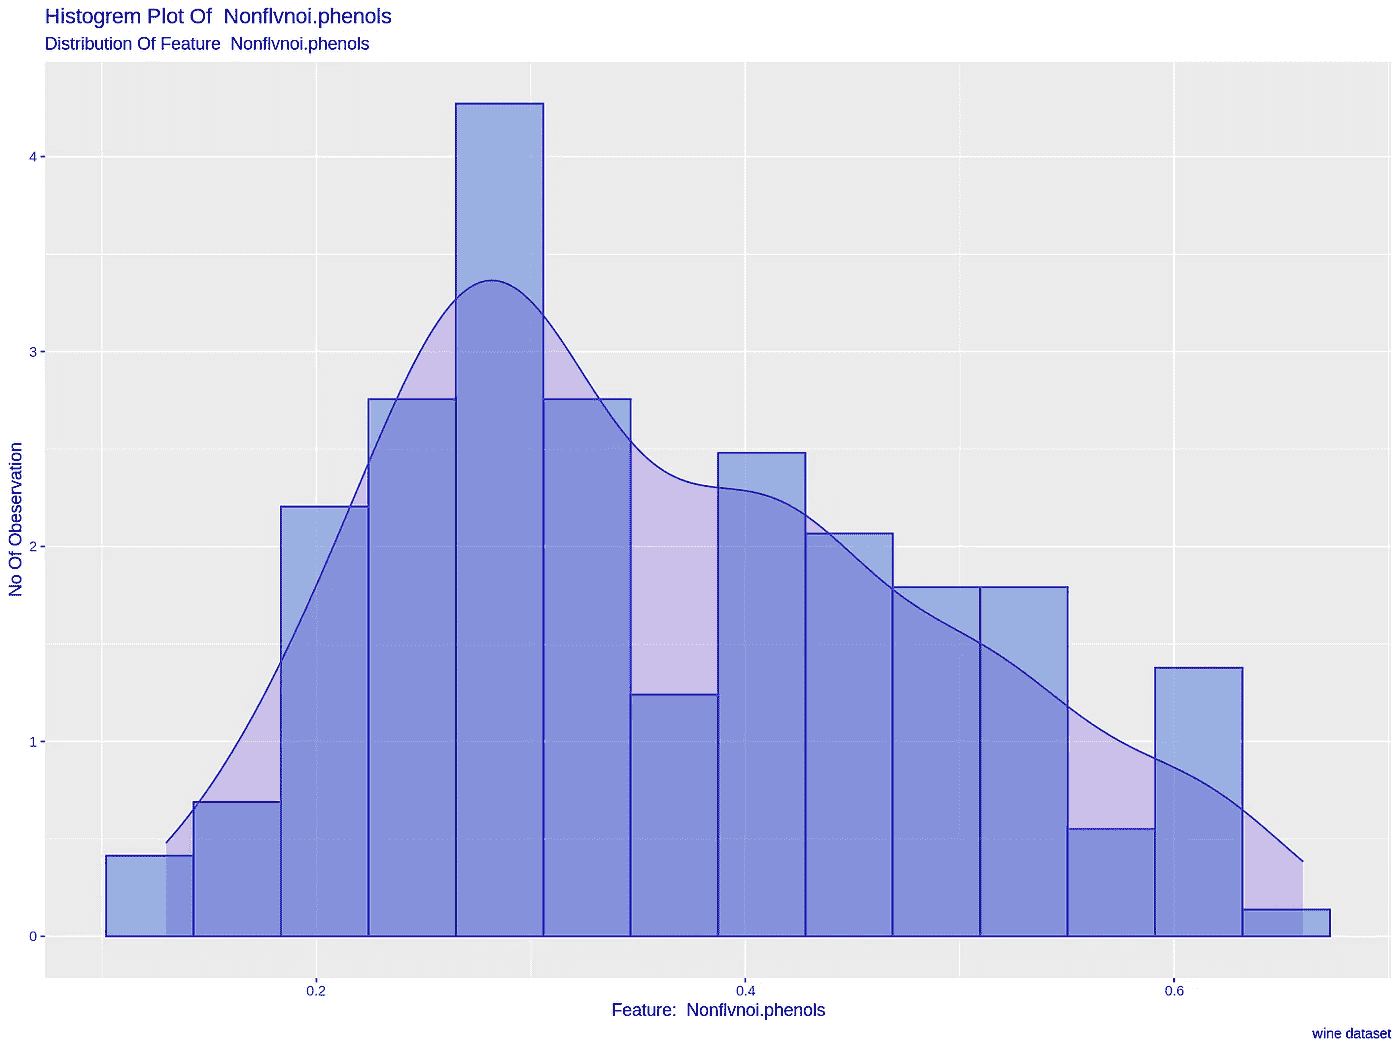 Histogrem Plot Of  Nonflvnoi.phenols
Distribution Of Feature  Nonflvnoi.phenols
4
3
2
1
0
No Of Obeservation
0.2 0.4 0.6
Feature:  Nonflvnoi.phenols
wine dataset